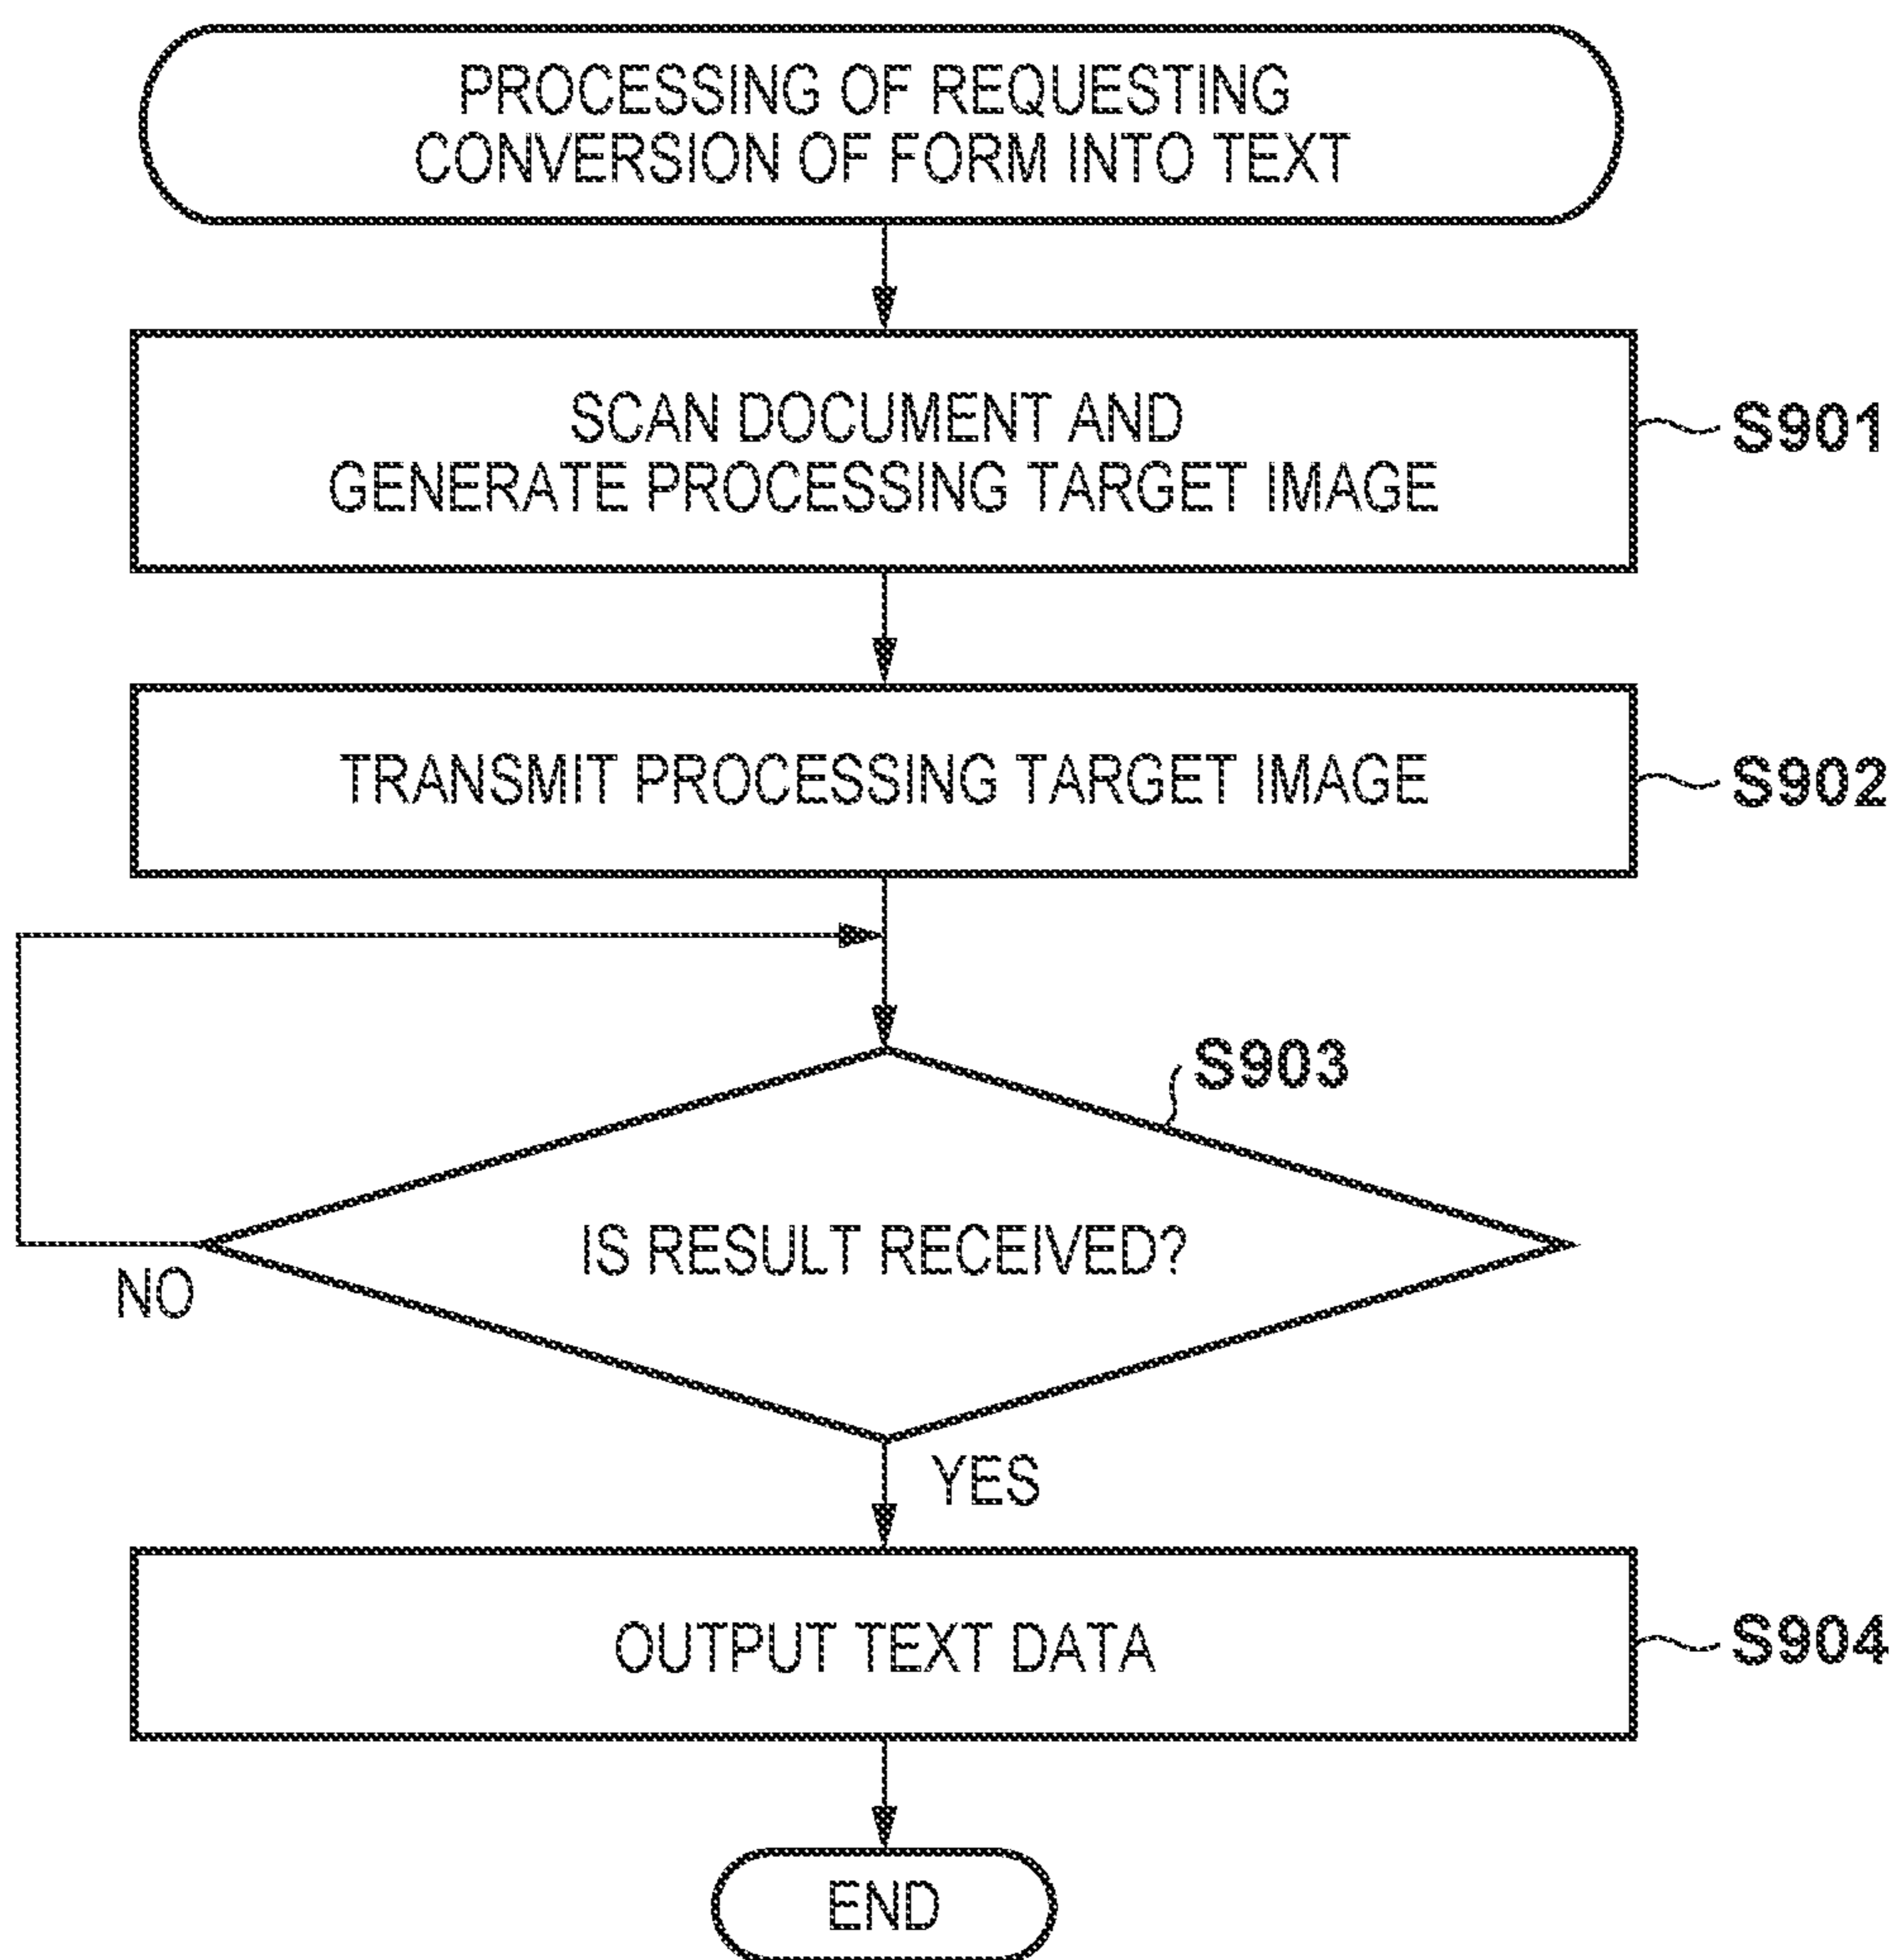 PROCESSING OF REQUESTING
CONVERSION OF FORM INTO TEXT
SCAN DOCUMENT AND
GENERATE PROCESSING TARGET IMAGE
S901
TRANSMIT PROCESSING TARGET IMAGE
S902
S903
IS RESULT RECEIVED?
NO
YES
OUTPUT TEXT DATA
S904
END